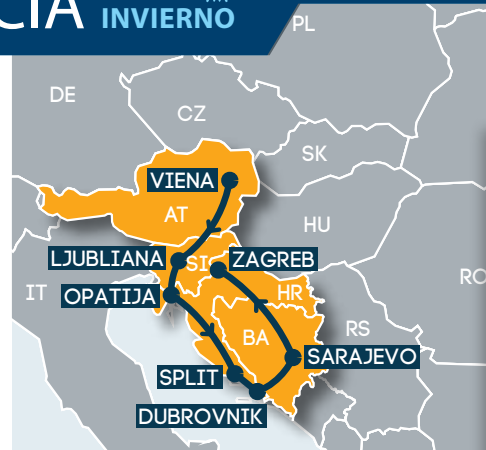 CIA INVIERNO
PL
DE
CZ
SK
VIENA
AT
HU
LJUBLIANA
SI
ZAGREB
RO
IT
OPATIJA
HR
RS
BA
SARAJEVO
SPLIT
DUBROVNIK